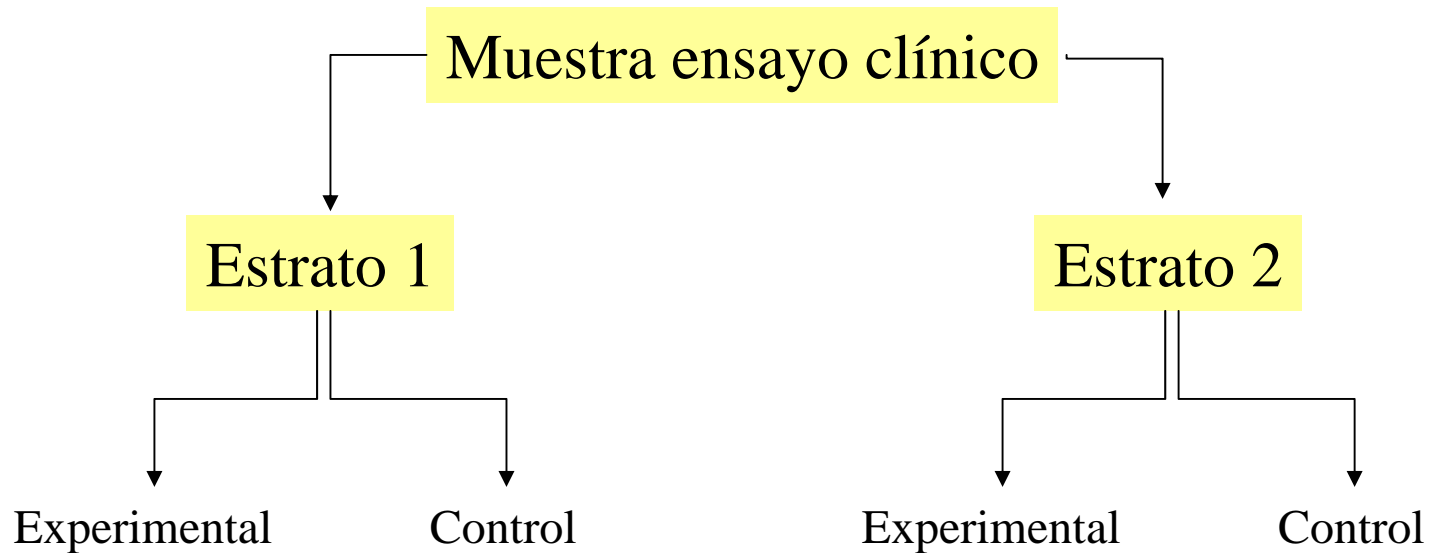 Muestra ensayo clínico
Estrato 1
Estrato 2
Experimental
Control
Experimental
Control